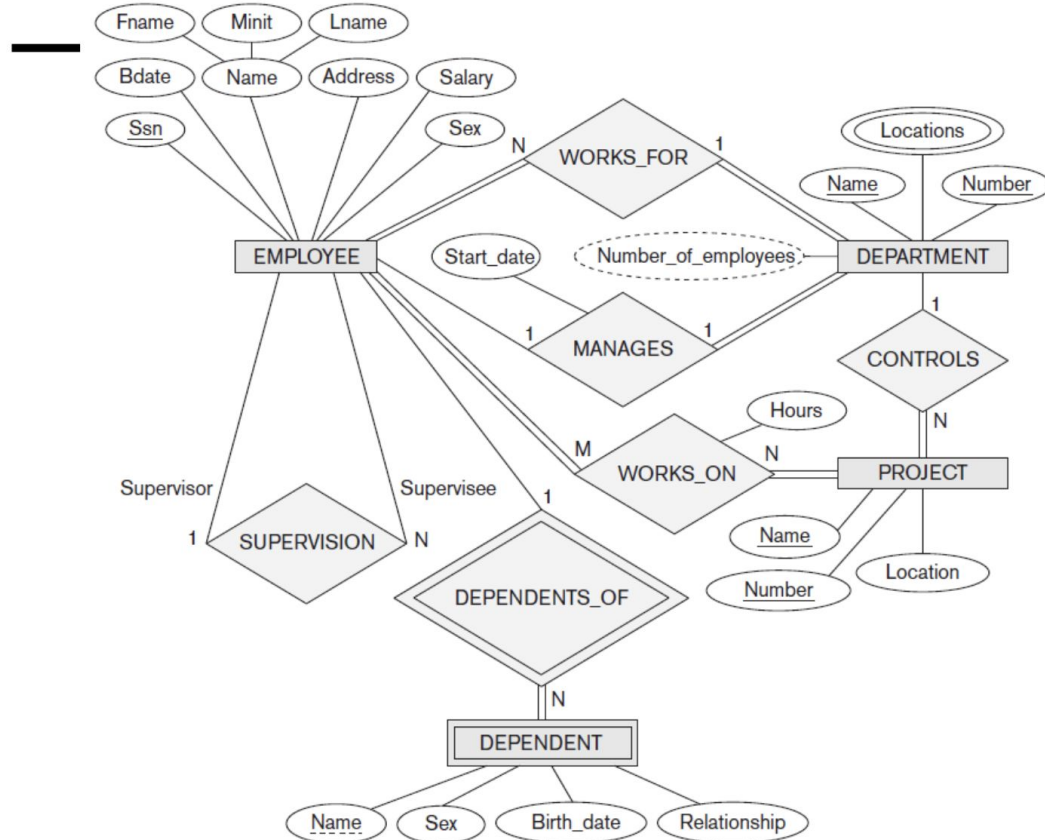 Fname Minit Lname
Bdate Name Address Salary
Ssn Sex
N WORKS_FOR 1
Locations
Name Number
EMPLOYEE Start_date Number_of_employees DEPARTMENT
1 MANAGES 1
1
CONTROLS
N
Hours
M WORKS_ON N
PROJECT
Supervisor Supervisee 1
1 SUPERVISION N
Name
Number Location
DEPENDENTS_OF
N
DEPENDENT
Name Sex Birth_date Relationship